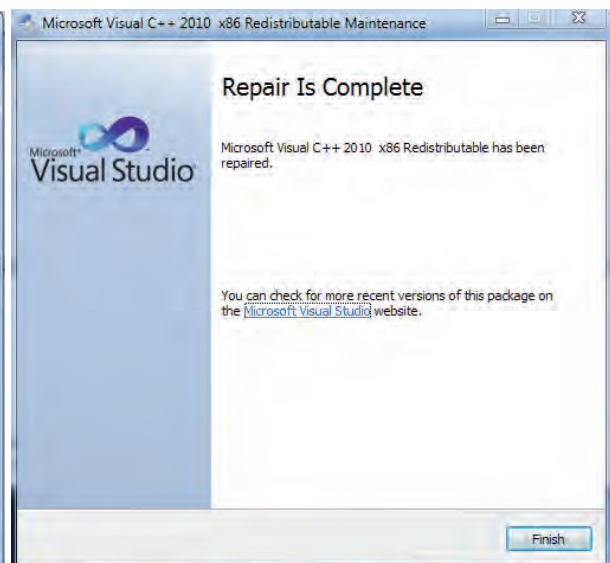 Microsoft Visual C++ 2010 x86 Redistributable Maintenance
Repair Is Complete
Microsoft®
Visual Studio
Microsoft Visual C++ 2010 x86 Redistributable has been
repaired.
You can check for more recent versions of this package on
the Microsoft Visual Studio website.
Finish